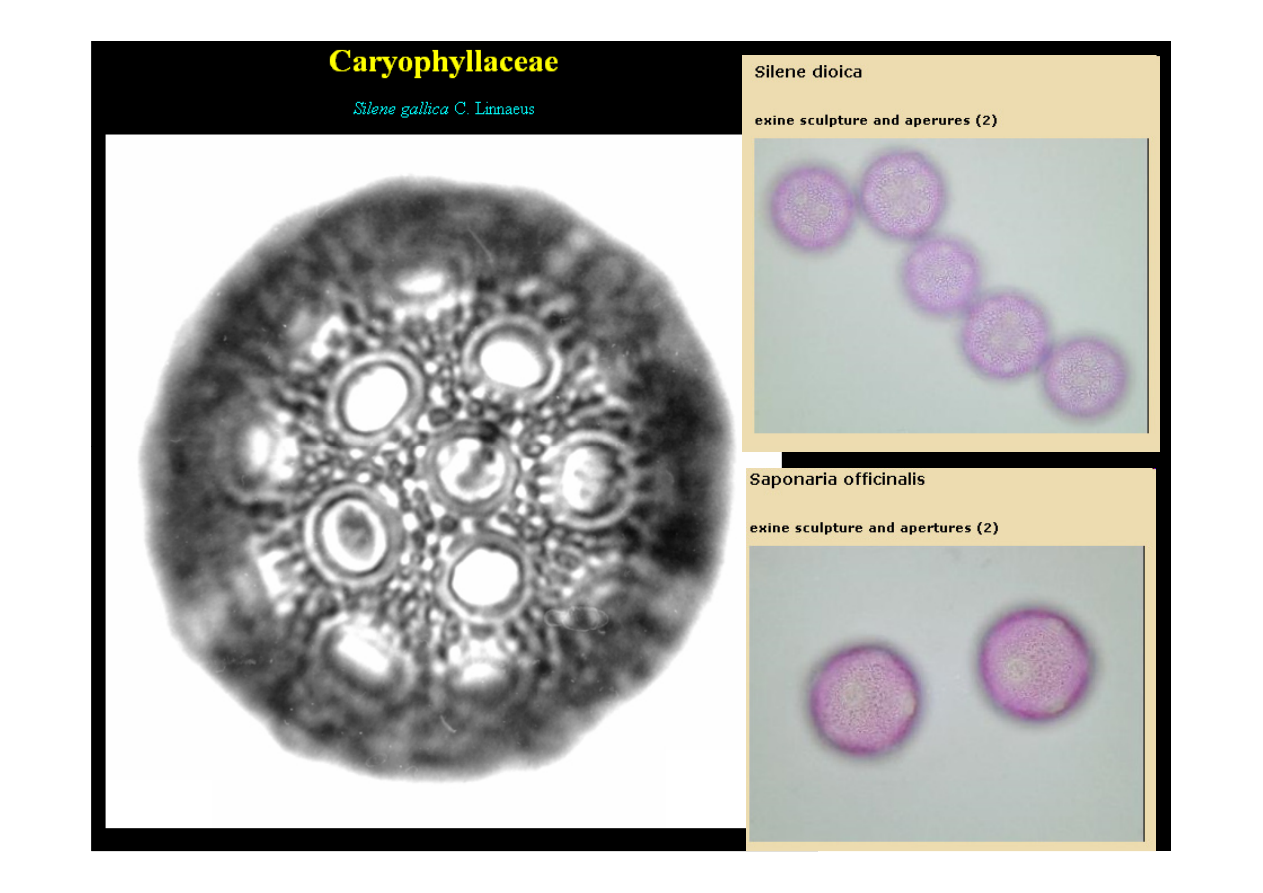 Caryophyllaceae
Silene gallica C. Linnaeus
Silene dioica
exine sculpture and aperures (2)
Saponaria officinalis
exine sculpture and apertures (2)